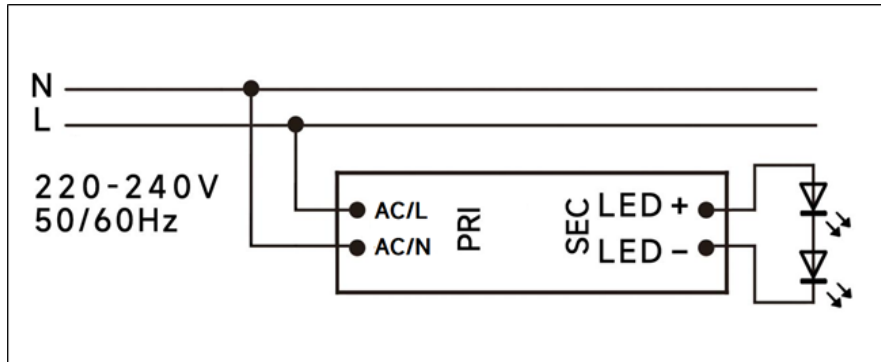 N
L
220-240V
50/60Hz
AC/L
AC/N
PRI
SEC
LED +
LED -